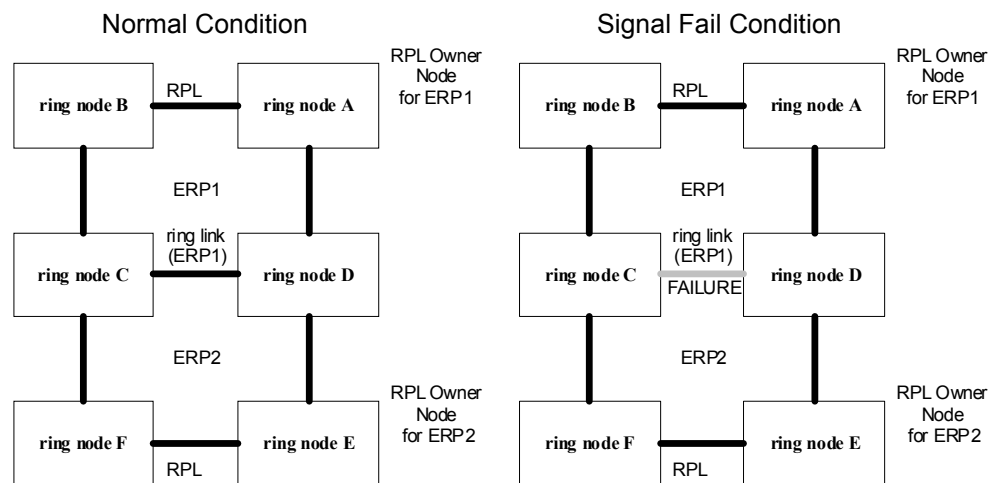 Normal Condition
RPL Owner
Node
for ERP1
ring node B
RPL
ring node A
ERP1
ring link
(ERP1)
ring node C
ring node D
ERP2
RPL Owner
Node
for ERP2
ring node F
RPL
ring node E
Signal Fail Condition
RPL Owner
Node
for ERP1
ring node B
RPL
ring node A
ERP1
ring link
(ERP1)
ring node C
FAILURE
ring node D
ERP2
RPL Owner
Node
for ERP2
ring node F
RPL
ring node E